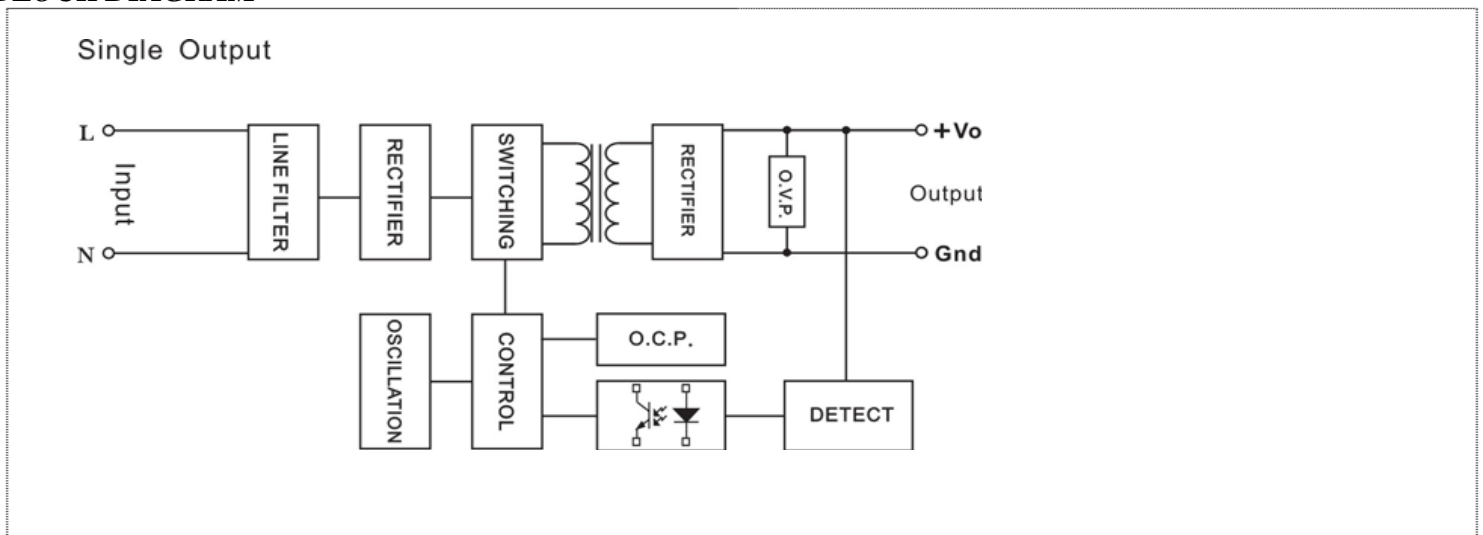 Single Output
L
Input
N
LINE FILTER
RECTIFIER
SWITCHING
RECTIFIER
O.V.P.
+Vo
Output
Gnd
OSCILLATION
CONTROL
O.C.P.
DETECT